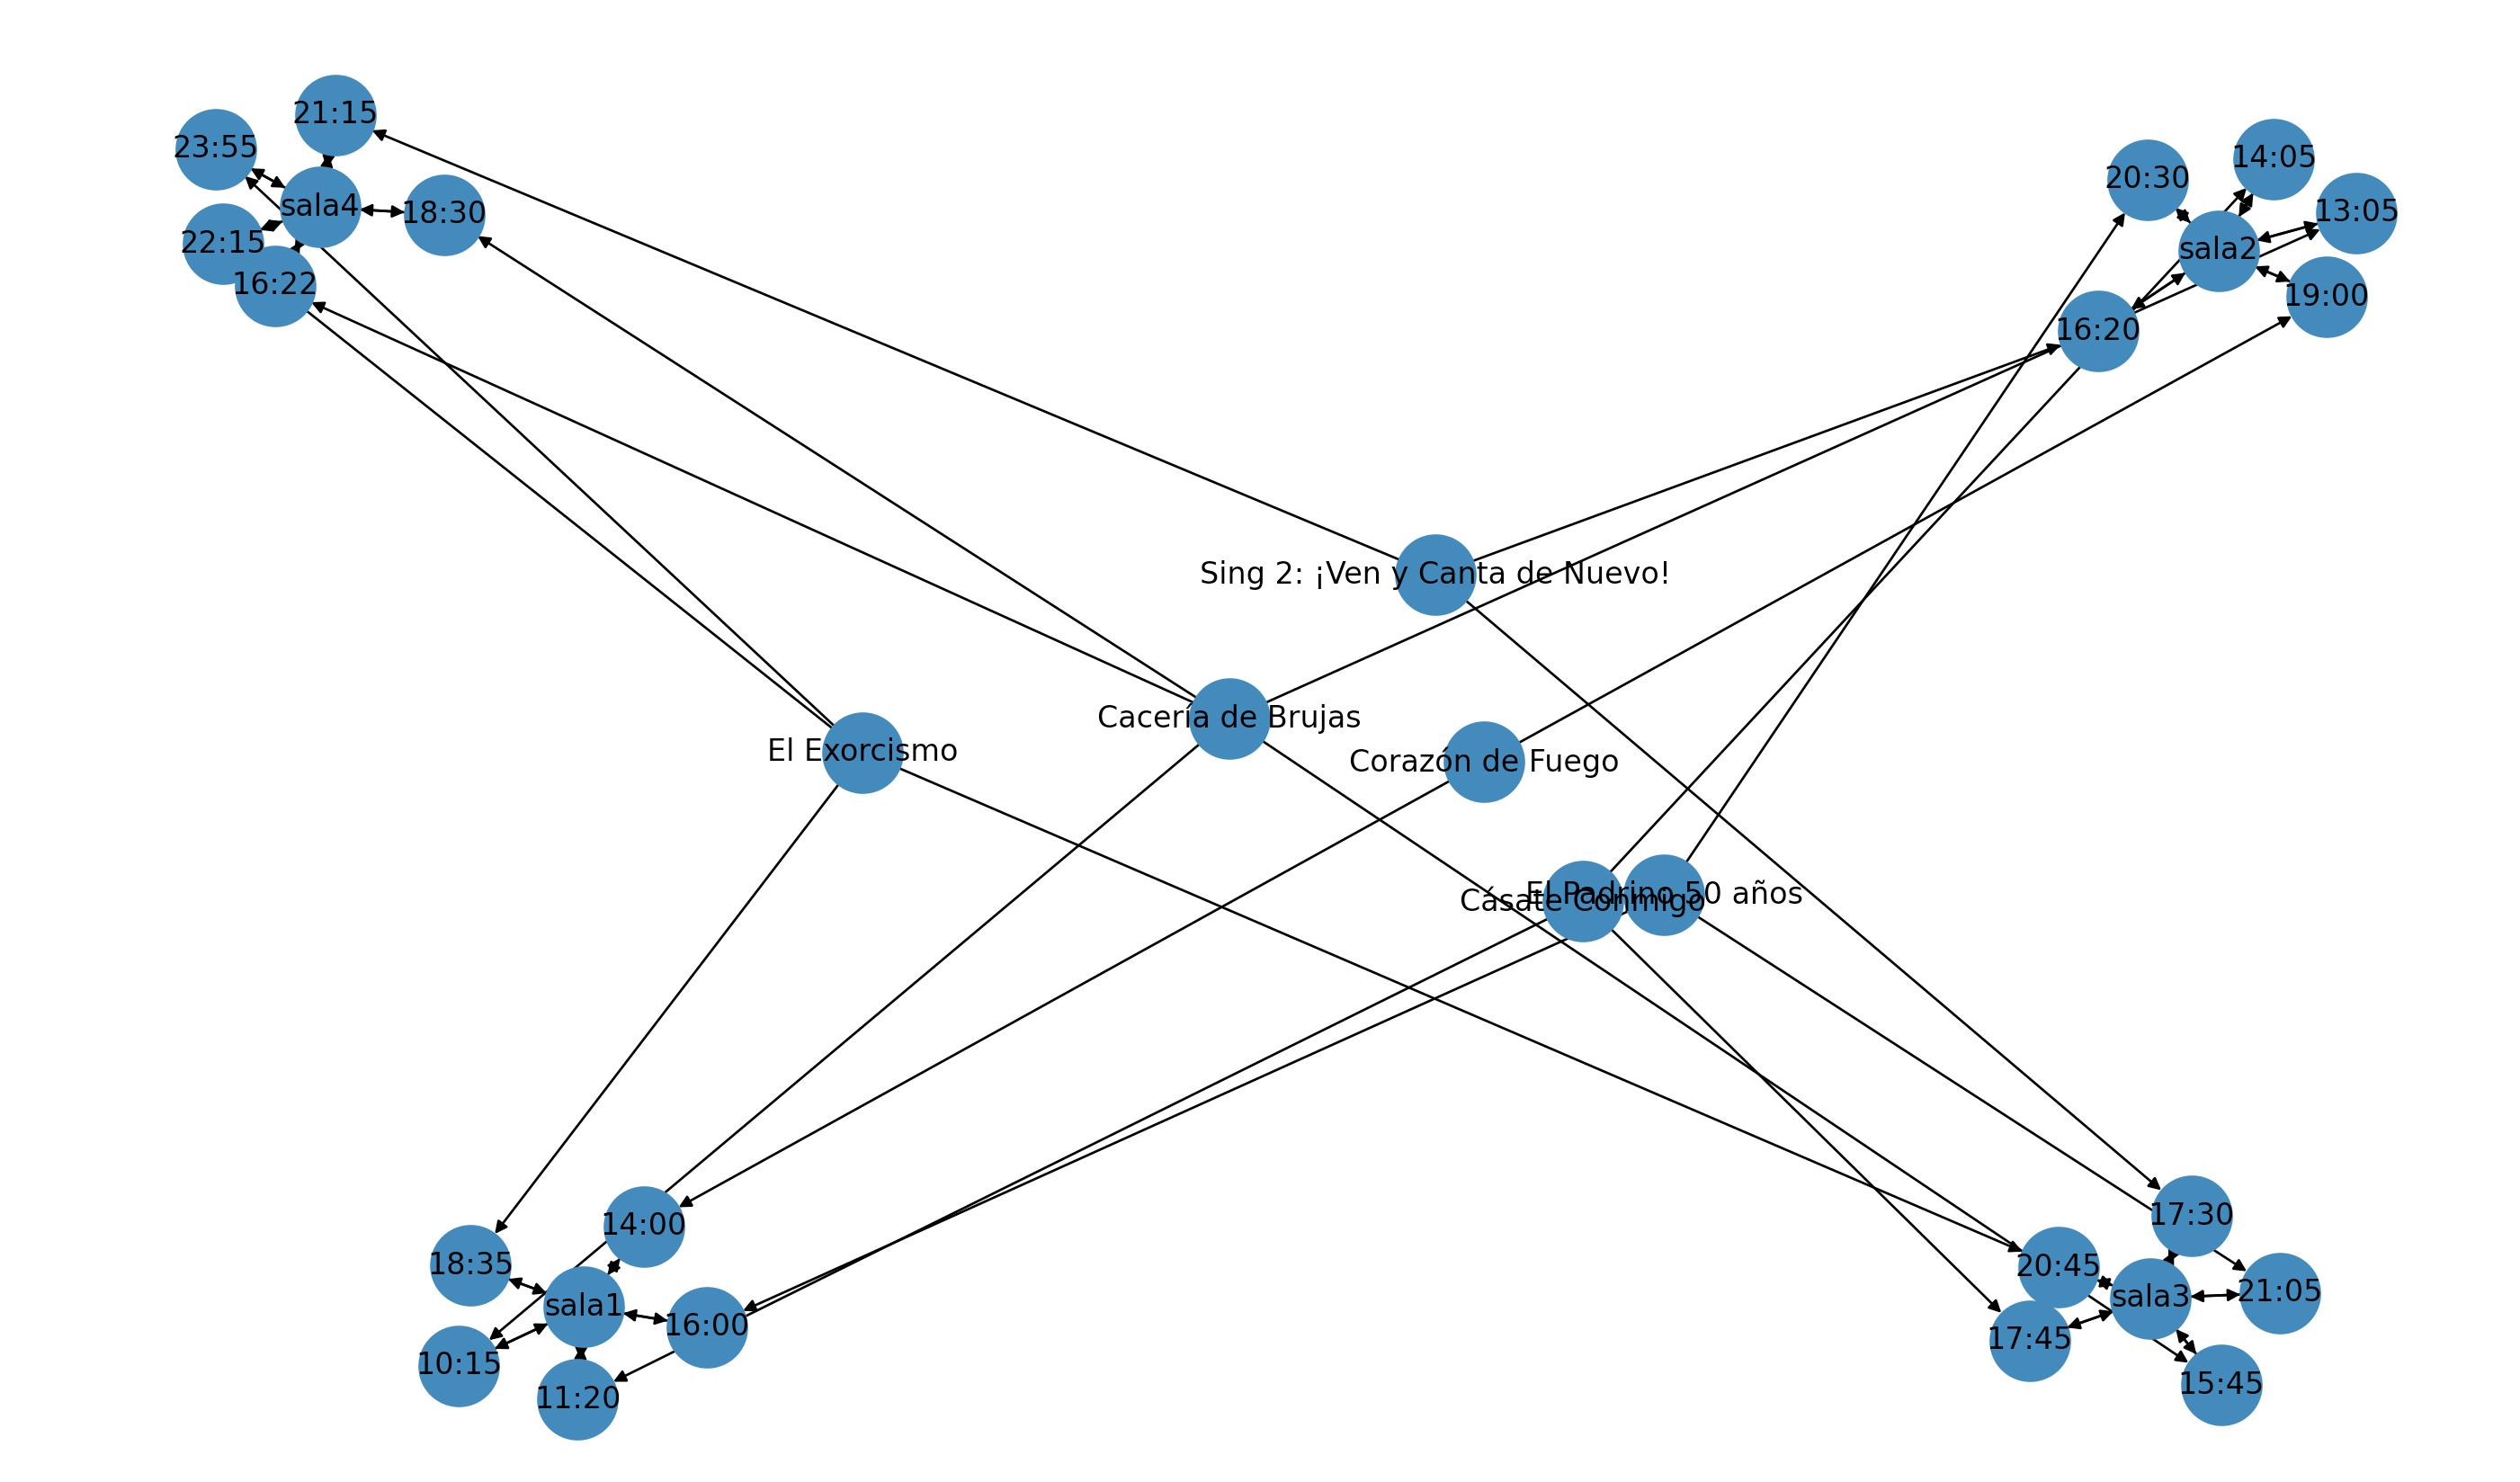 21:15
23:55
sala4
18:30
22:15
16:22
14:05
20:30
13:05
sala2
19:00
16:20
Sing 2: ¡Ven y Canta de Nuevo!
Cacería de Brujas
El Exorcismo
Corazón de Fuego
El Padrino 50 años
Cásate Conmigo
14:00
18:35
sala1
16:00
10:15
11:20
17:30
20:45
21:05
sala3
17:45
15:45